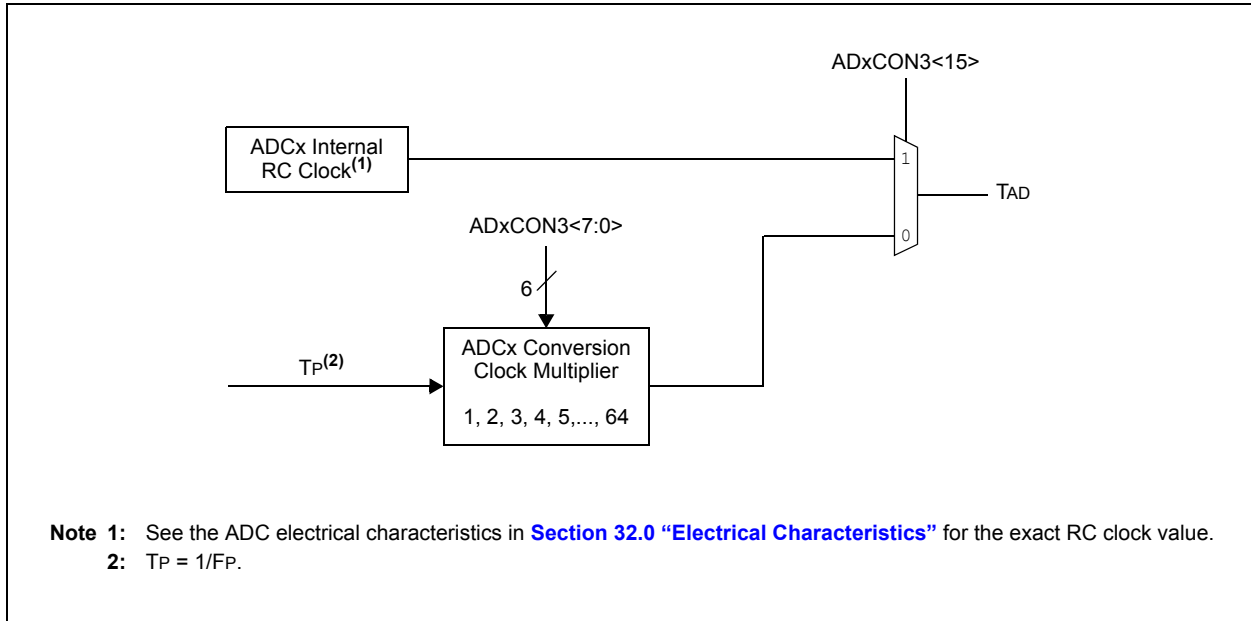 ADxCON3<15>
ADCx Internal
RC Clock(1)
1
TAD
ADxCON3<7:0>
0
6
ADCx Conversion
Clock Multiplier
TP(2)
1, 2, 3, 4, 5,..., 64
Note 1: See the ADC electrical characteristics in Section 32.0 “Electrical Characteristics” for the exact RC clock value.
2: TP = 1/FP.